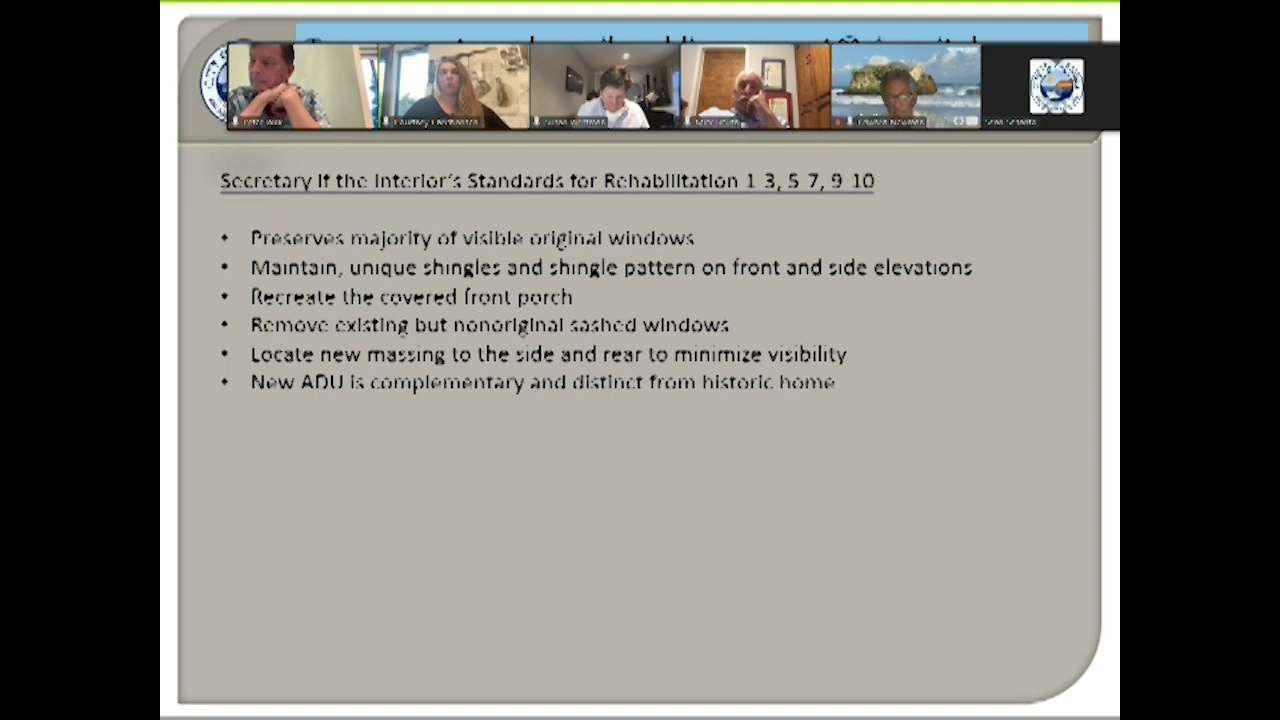 Secretary if the Interior's Standards for Rehabilitation 1-3, 5-7, 9-10
• Preserves majority of visible original windows
• Maintain, unique shingles and shingle pattern on front and side elevations
• Recreate the covered front porch
• Remove existing but nonoriginal sashed windows
• Locate new massing to the side and rear to minimize visibility
• New ADU is complementary and distinct from historic home